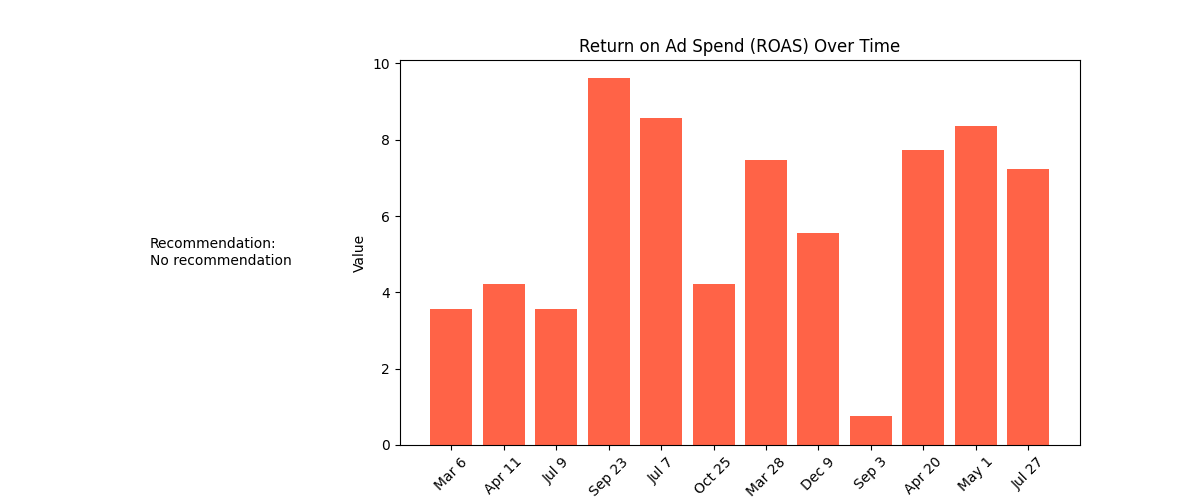 Return on Ad Spend (ROAS) Over Time
Recommendation:
No recommendation
Value
10
8
6
4
2
0
Mar 6
Apr 11
Jul 9
Sep 23
Jul 7
Oct 25
Mar 28
Dec 9
Sep 3
Apr 20
May 1
Jul 27